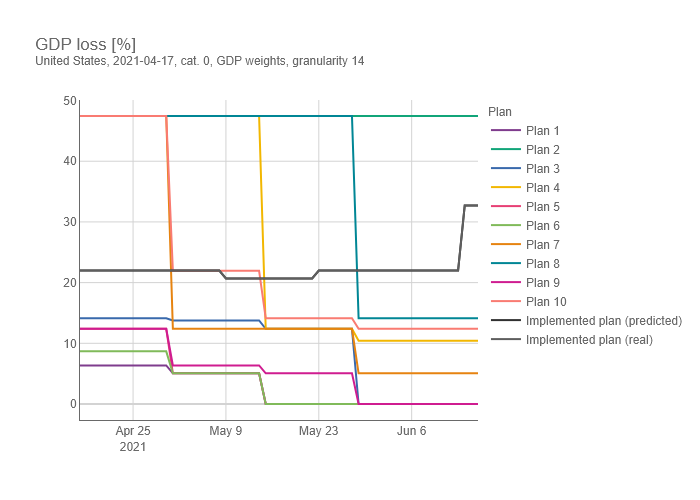 GDP loss [%]
United States, 2021-04-17, cat. 0, GDP weights, granularity 14
50
40
30
20
10
0
Apr 25
2021
May 9
May 23
Jun 6
Plan
Plan 1
Plan 2
Plan 3
Plan 4
Plan 5
Plan 6
Plan 7
Plan 8
Plan 9
Plan 10
Implemented plan (predicted)
Implemented plan (real)